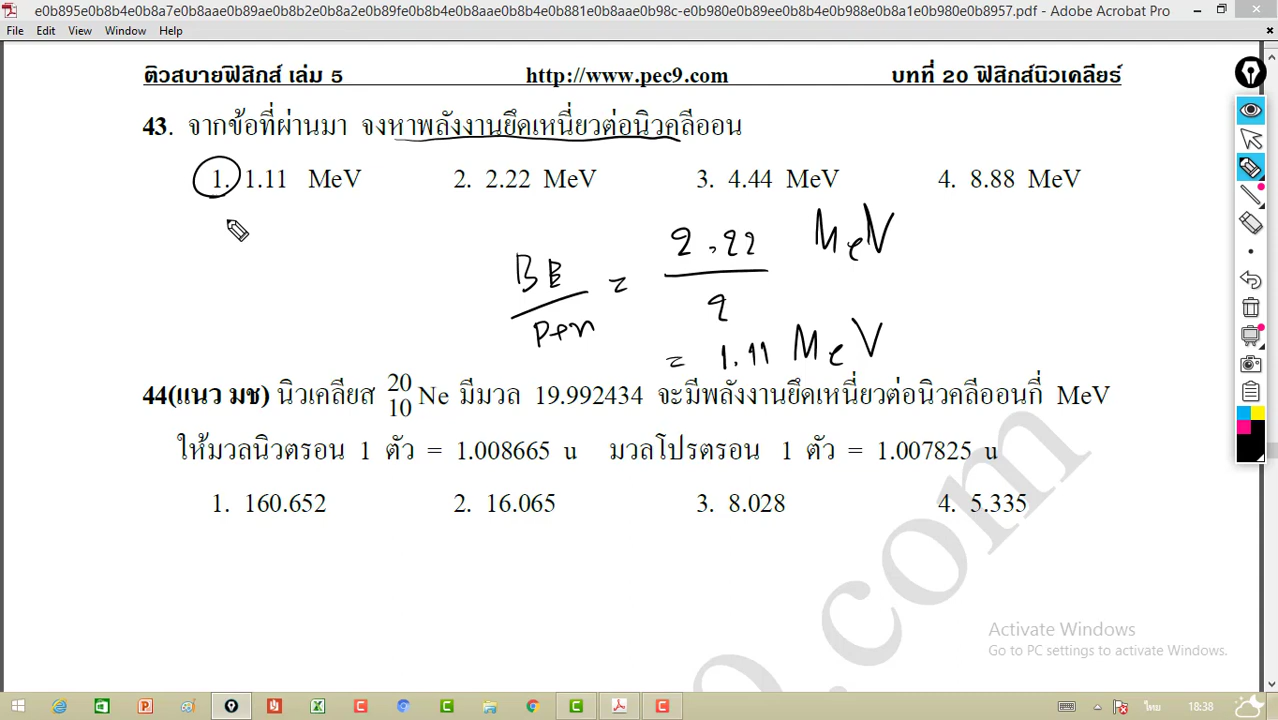 e0b895e0b8b4e0b8a7e0b8aae0b89ae0b8b2e0b8a2e0b89fe0b8b4e0b8aae0b8b4e0b881e0b8aae0b98c-e0b980e0b89ee0b8b4e0b988e0b8a1e0b980e0b8957.pdf - Adobe Acrobat Pro
File Edit View Window Help
ติวสบายฟิสิกส์ เล่ม 5 http://www.pec9.com บทที่ 20 ฟิสิกส์นิวเคลียร์
43. จากข้อที่ผ่านมา จงหาพลังงานยึดเหนี่ยวต่อนิวคลีออน
1. 1.11 MeV 2. 2.22 MeV 3. 4.44 MeV 4. 8.88 MeV
BE/P+n = 2.22/2 MeV
= 1.11 MeV
44(แนว มช) นิวเคลียส 20 10 Ne มีมวล 19.992434 จะมีพลังงานยึดเหนี่ยวต่อนิวคลีออนกี่ MeV
ให้มวลนิวตรอน 1 ตัว = 1.008665 u มวลโปรตรอน 1 ตัว = 1.007825 u
1. 160.652 2. 16.065 3. 8.028 4. 5.335
.com
Activate Windows
Go to PC settings to activate Windows.
ไทย 18:38